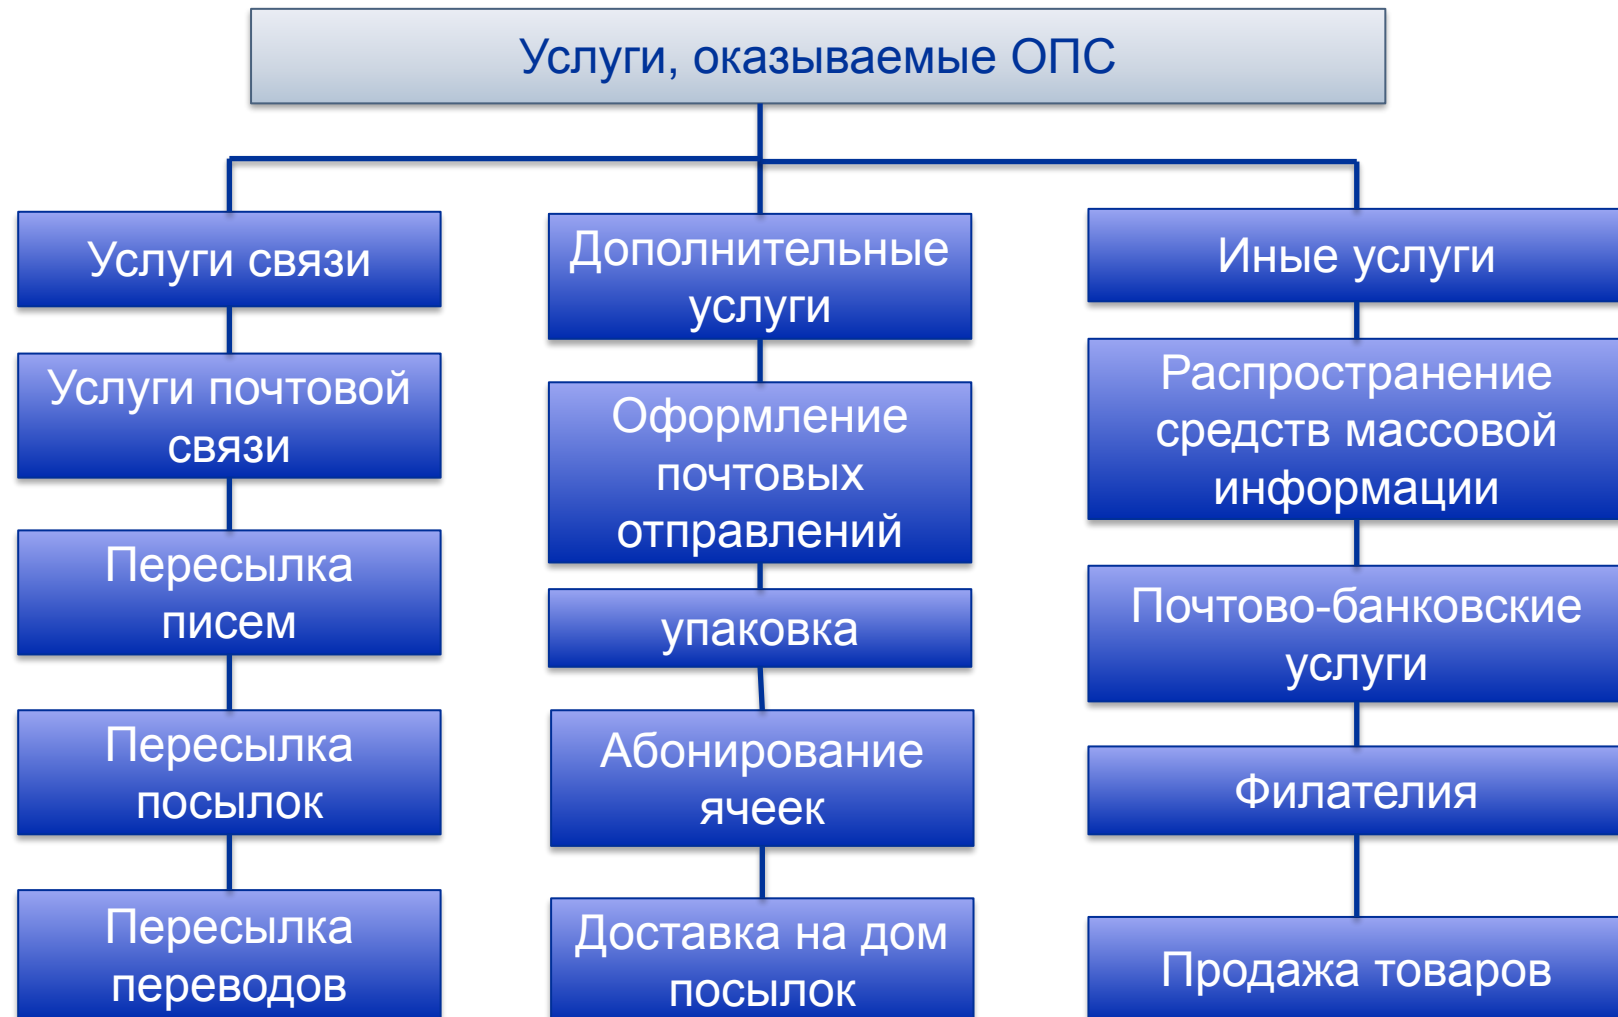 Услуги, оказываемые ОПС
Услуги связи
Услуги почтовой
связи
Пересылка
писем
Пересылка
посылок
Пересылка
переводов
Дополнительные
услуги
Оформление
почтовых
отправлений
упаковка
Абонирование
ячеек
Доставка на дом
посылок
Иные услуги
Распространение
средств массовой
информации
Почтово-банковские
услуги
Филателия
Продажа товаров